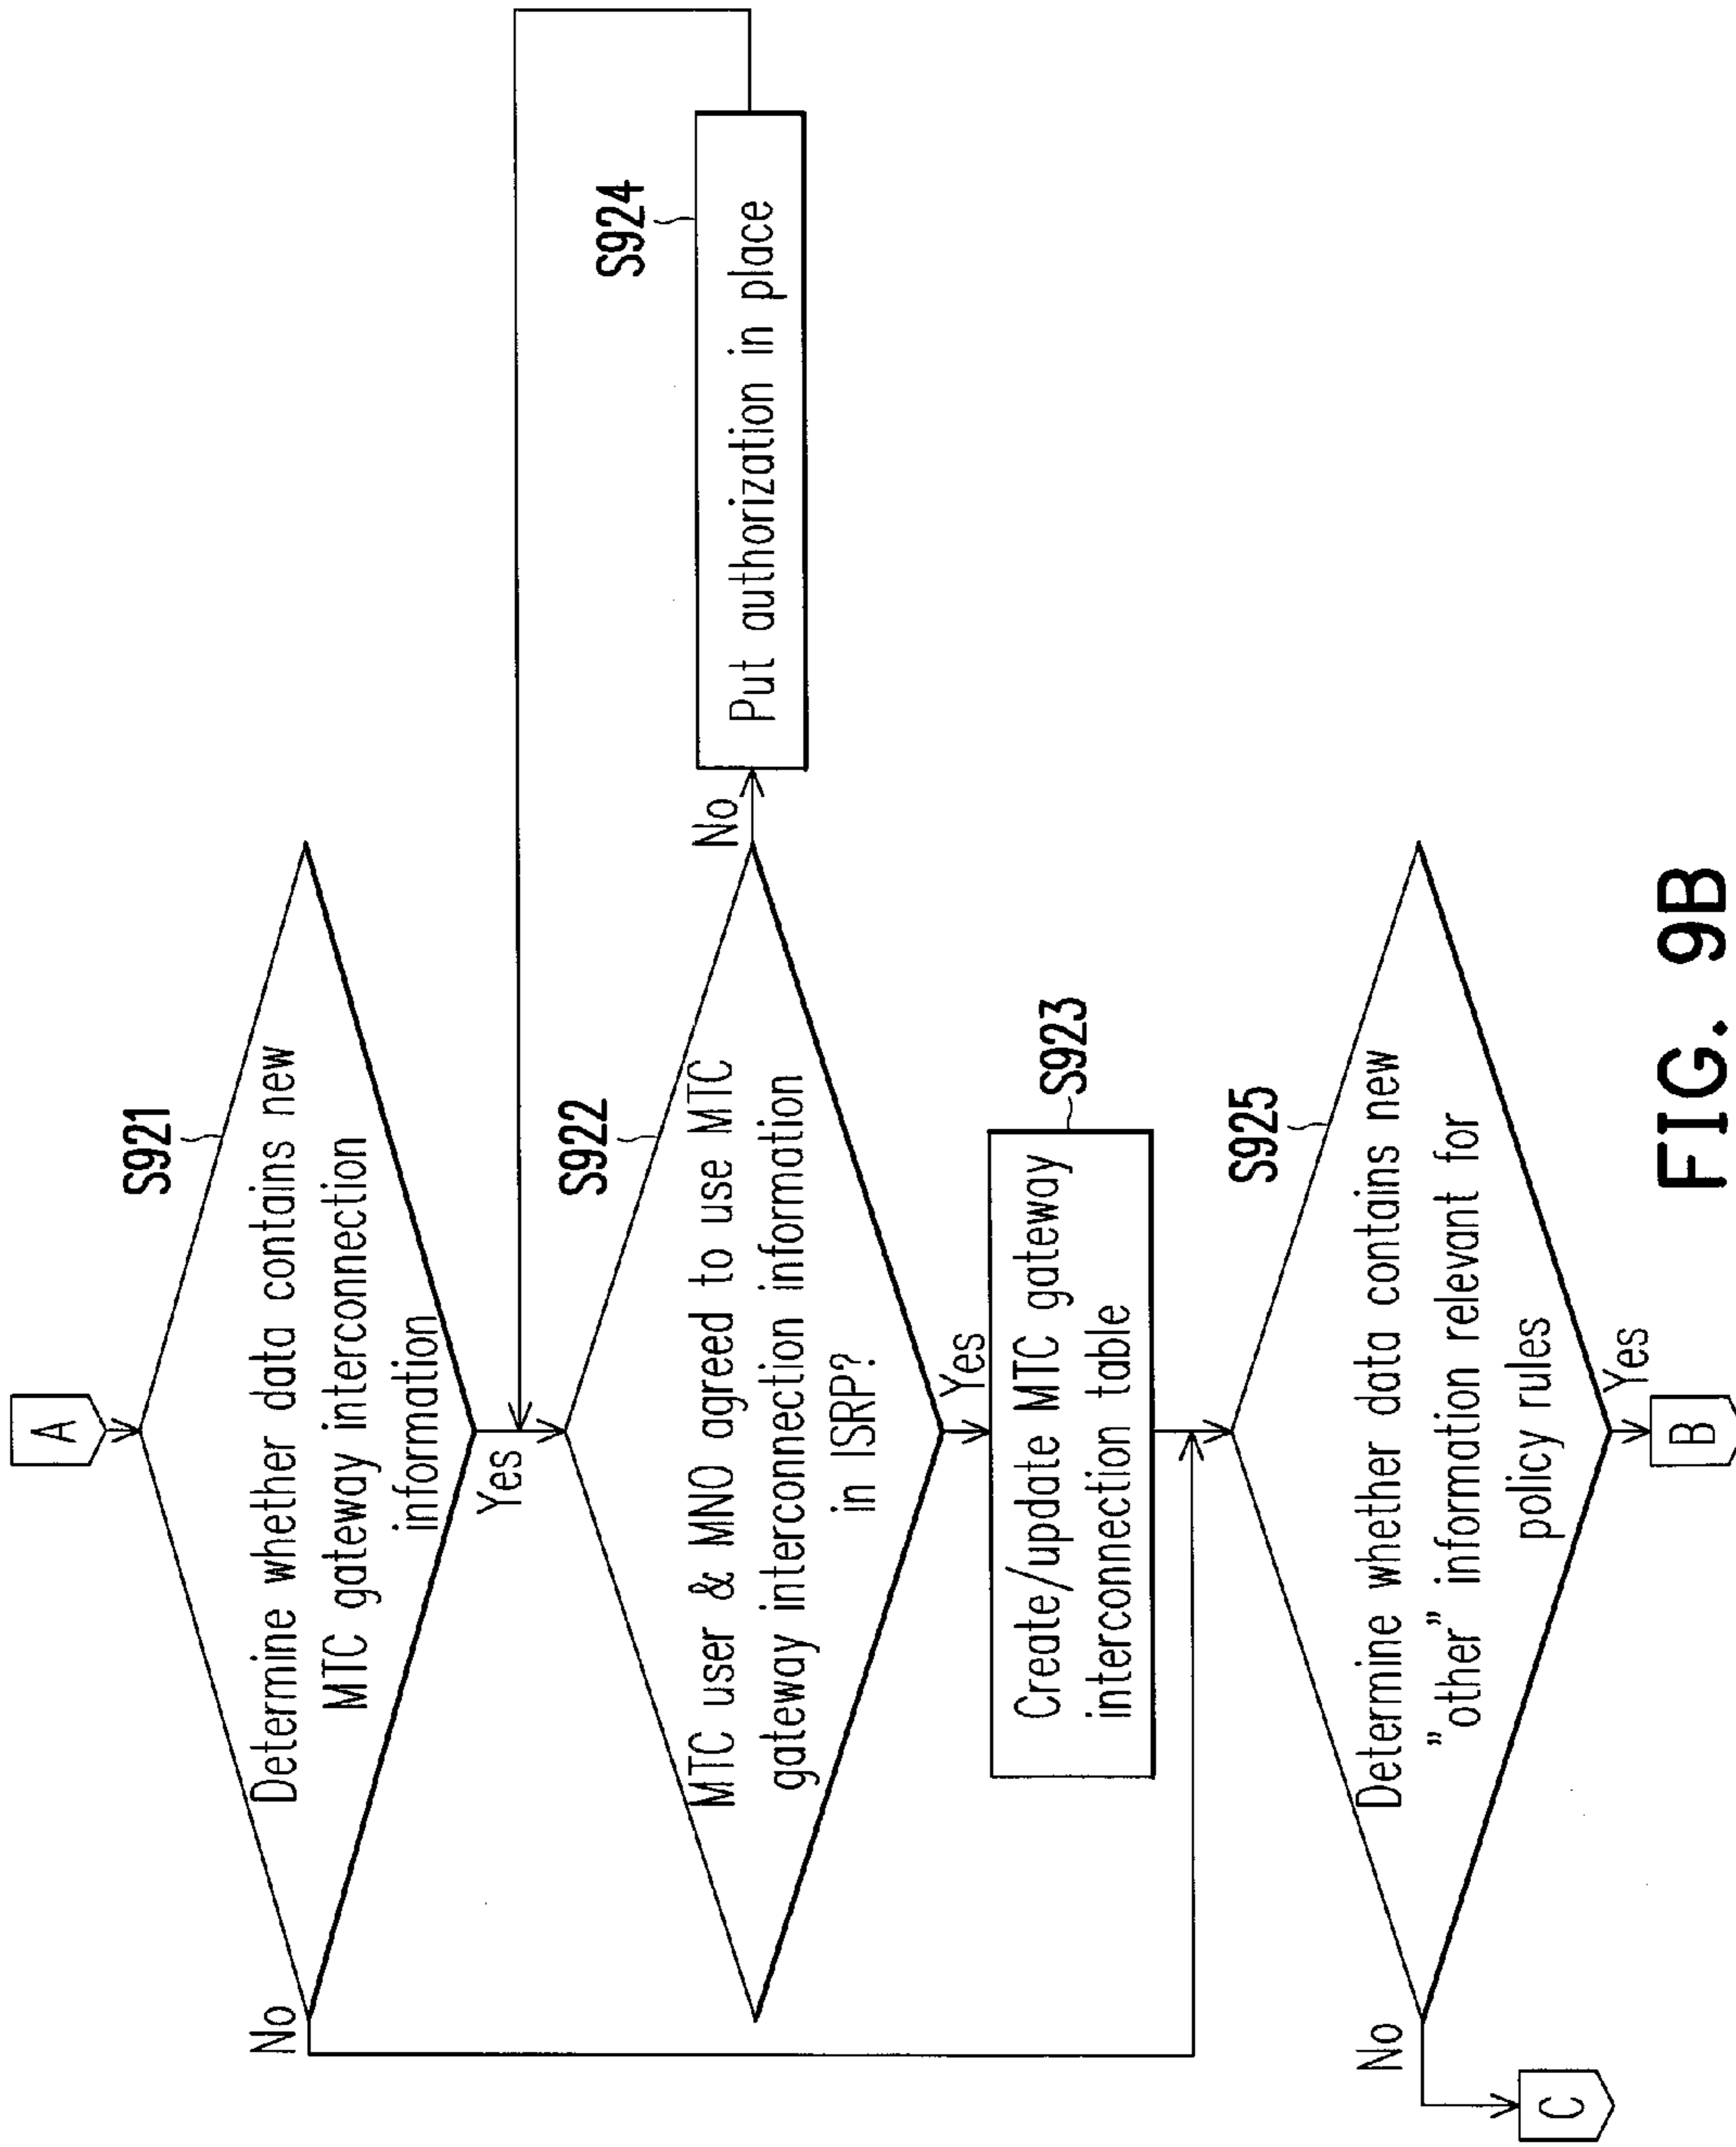 A
S921
Determine whether data contains new
MTC gateway interconnection
information
No
Yes
S922
MTC user & MNO agreed to use MTC
gateway interconnection information
in ISRP?
No
S924
Put authorization in place
Yes
S923
Create/update MTC gateway
interconnection table
S925
Determine whether data contains new
"other" information relevant for
policy rules
No
Yes
C
B
FIG. 9B